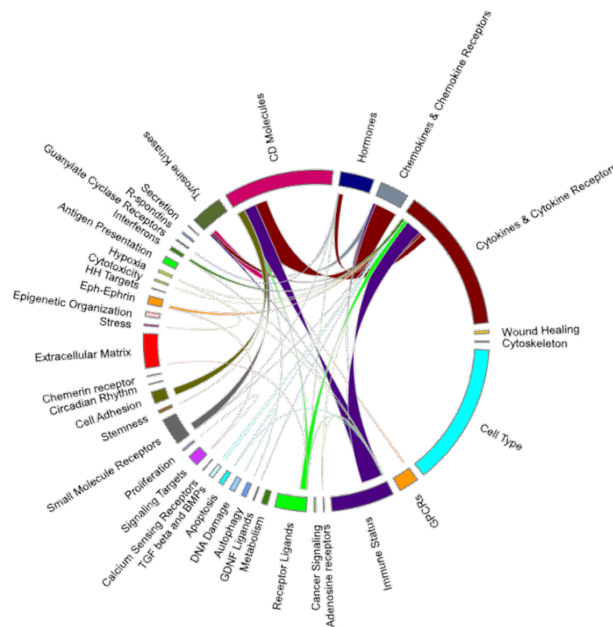 CD Molecules
Hormones
Chemokines & Chemokine Receptors
Cytokines & Cytokine Receptors
Wound Healing
Cytoskeleton
Cell Type
GPCRs
Immune Status
Adenosine receptors
Cancer Signaling
Receptor Ligands
Metabolism
GDNF Ligands
Autophagy
DNA Damage
Apoptosis
TGF beta and BMPs
Calcium Sensing Receptors
Signaling Targets
Proliferation
Small Molecule Receptors
Stemness
Cell Adhesion
Circadian Rhythm
Chemerin receptor
Extracellular Matrix
Stress
Epigenetic Organization
Eph-Ephrin
HH Targets
Cytotoxicity
Hypoxia
Antigen Presentation
Interferons
Guanylate Cyclase Receptors
R-spondins
Secretion
Tyrosine Kinases